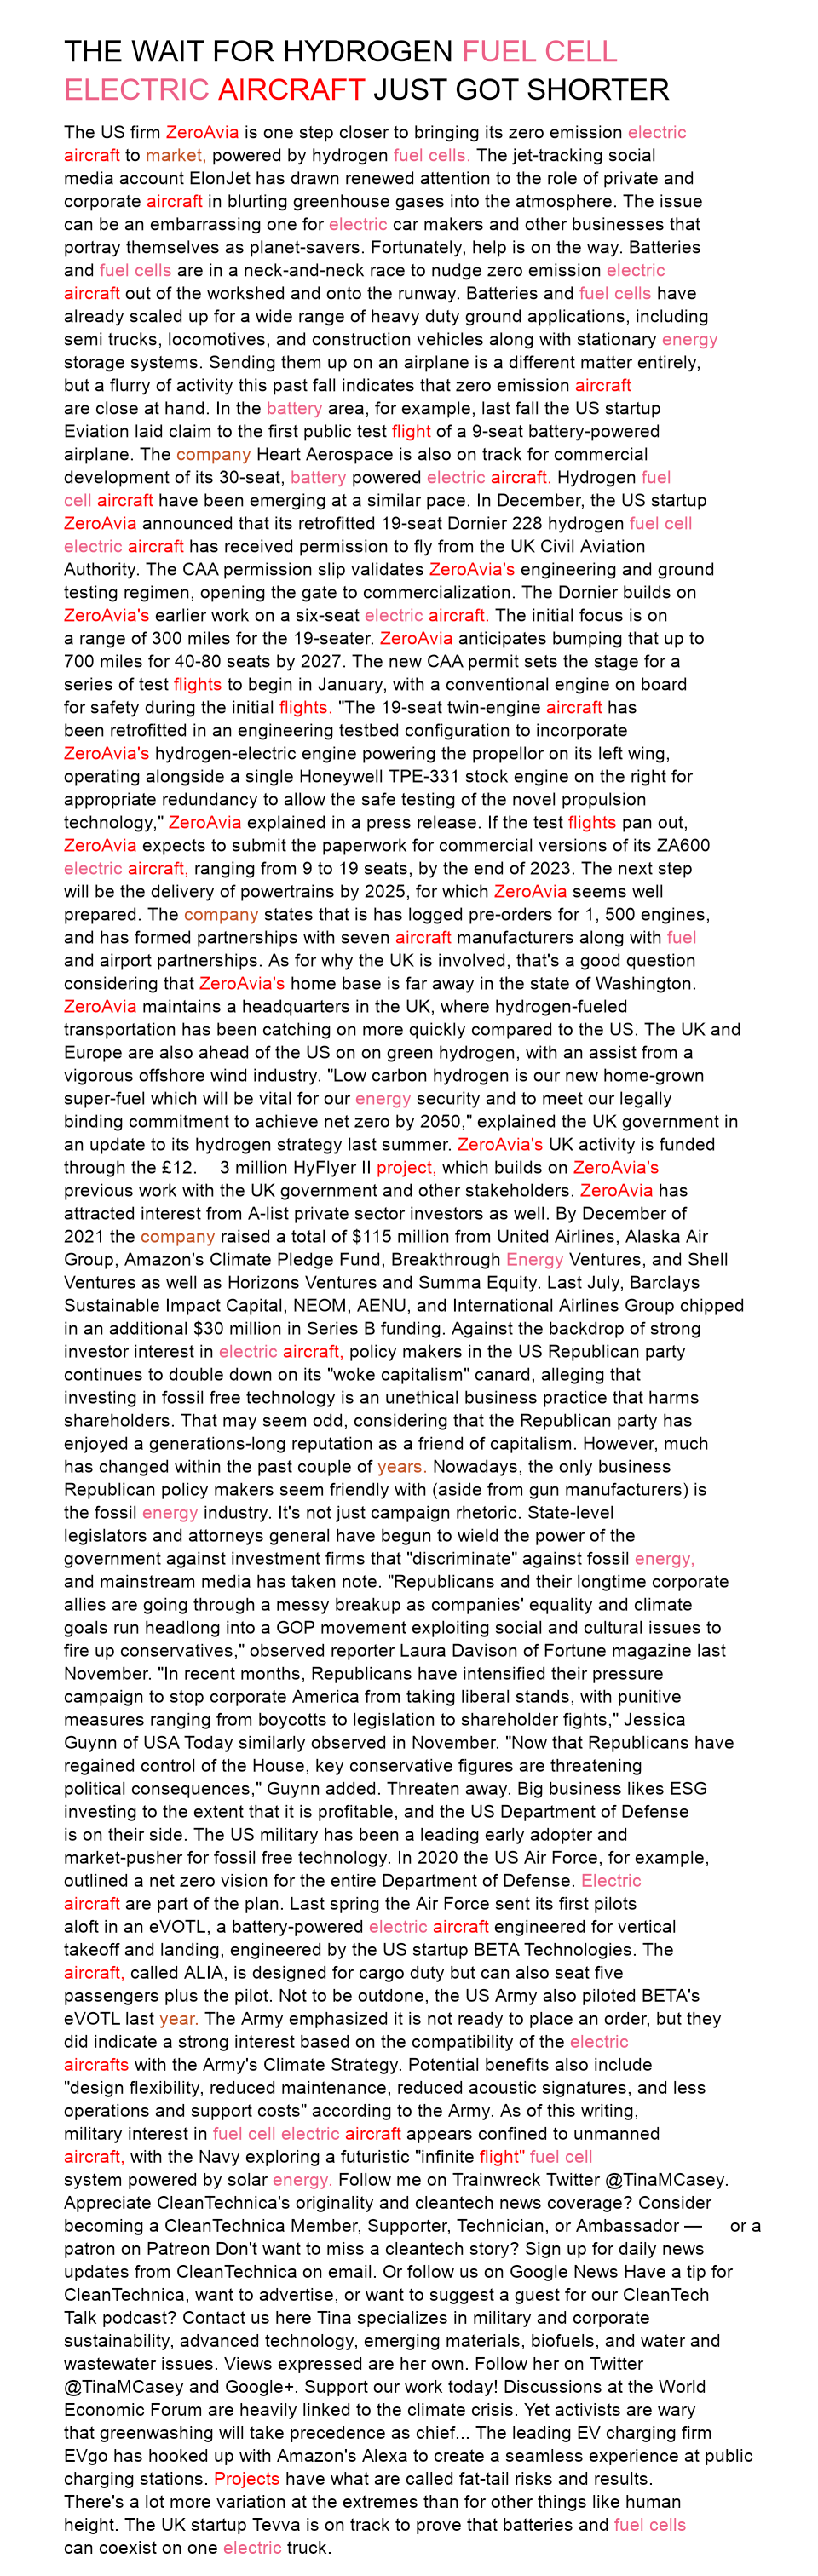 THE WAIT FOR HYDROGEN FUEL CELL
ELECTRIC AIRCRAFT JUST GOT SHORTER
The US firm ZeroAvia is one step closer to bringing its zero emission electric
aircraft to market, powered by hydrogen fuel cells. The jet-tracking social
media account ElonJet has drawn renewed attention to the role of private and
corporate aircraft in blurting greenhouse gases into the atmosphere. The issue
can be an embarrassing one for electric car makers and other businesses that
portray themselves as planet-savers. Fortunately, help is on the way. Batteries
and fuel cells are in a neck-and-neck race to nudge zero emission electric
aircraft out of the workshed and onto the runway. Batteries and fuel cells have
already scaled up for a wide range of heavy duty ground applications, including
semi trucks, locomotives, and construction vehicles along with stationary energy
storage systems. Sending them up on an airplane is a different matter entirely,
but a flurry of activity this past fall indicates that zero emission aircraft
are close at hand. In the battery area, for example, last fall the US startup
Eviation laid claim to the first public test flight of a 9-seat battery-powered
airplane. The company Heart Aerospace is also on track for commercial
development of its 30-seat, battery powered electric aircraft. Hydrogen fuel
cell aircraft have been emerging at a similar pace. In December, the US startup
ZeroAvia announced that its retrofitted 19-seat Dornier 228 hydrogen fuel cell
electric aircraft has received permission to fly from the UK Civil Aviation
Authority. The CAA permission slip validates ZeroAvia's engineering and ground
testing regimen, opening the gate to commercialization. The Dornier builds on
ZeroAvia's earlier work on a six-seat electric aircraft. The initial focus is on
a range of 300 miles for the 19-seater. ZeroAvia anticipates bumping that up to
700 miles for 40-80 seats by 2027. The new CAA permit sets the stage for a
series of test flights to begin in January, with a conventional engine on board
for safety during the initial flights. "The 19-seat twin-engine aircraft has
been retrofitted in an engineering testbed configuration to incorporate
ZeroAvia's hydrogen-electric engine powering the propellor on its left wing,
operating alongside a single Honeywell TPE-331 stock engine on the right for
appropriate redundancy to allow the safe testing of the novel propulsion
technology," ZeroAvia explained in a press release. If the test flights pan out,
ZeroAvia expects to submit the paperwork for commercial versions of its ZA600
electric aircraft, ranging from 9 to 19 seats, by the end of 2023. The next step
will be the delivery of powertrains by 2025, for which ZeroAvia seems well
prepared. The company states that is has logged pre-orders for 1, 500 engines,
and has formed partnerships with seven aircraft manufacturers along with fuel
and airport partnerships. As for why the UK is involved, that's a good question
considering that ZeroAvia's home base is far away in the state of Washington.
ZeroAvia maintains a headquarters in the UK, where hydrogen-fueled
transportation has been catching on more quickly compared to the US. The UK and
Europe are also ahead of the US on on green hydrogen, with an assist from a
vigorous offshore wind industry. "Low carbon hydrogen is our new home-grown
super-fuel which will be vital for our energy security and to meet our legally
binding commitment to achieve net zero by 2050," explained the UK government in
an update to its hydrogen strategy last summer. ZeroAvia's UK activity is funded
through the £12. 3 million HyFlyer II project, which builds on ZeroAvia's
previous work with the UK government and other stakeholders. ZeroAvia has
attracted interest from A-list private sector investors as well. By December of
2021 the company raised a total of $115 million from United Airlines, Alaska Air
Group, Amazon's Climate Pledge Fund, Breakthrough Energy Ventures, and Shell
Ventures as well as Horizons Ventures and Summa Equity. Last July, Barclays
Sustainable Impact Capital, NEOM, AENU, and International Airlines Group chipped
in an additional $30 million in Series B funding. Against the backdrop of strong
investor interest in electric aircraft, policy makers in the US Republican party
continues to double down on its "woke capitalism" canard, alleging that
investing in fossil free technology is an unethical business practice that harms
shareholders. That may seem odd, considering that the Republican party has
enjoyed a generations-long reputation as a friend of capitalism. However, much
has changed within the past couple of years. Nowadays, the only business
Republican policy makers seem friendly with (aside from gun manufacturers) is
the fossil energy industry. It's not just campaign rhetoric. State-level
legislators and attorneys general have begun to wield the power of the
government against investment firms that "discriminate" against fossil energy,
and mainstream media has taken note. "Republicans and their longtime corporate
allies are going through a messy breakup as companies' equality and climate
goals run headlong into a GOP movement exploiting social and cultural issues to
fire up conservatives," observed reporter Laura Davison of Fortune magazine last
November. "In recent months, Republicans have intensified their pressure
campaign to stop corporate America from taking liberal stands, with punitive
measures ranging from boycotts to legislation to shareholder fights," Jessica
Guynn of USA Today similarly observed in November. "Now that Republicans have
regained control of the House, key conservative figures are threatening
political consequences," Guynn added. Threaten away. Big business likes ESG
investing to the extent that it is profitable, and the US Department of Defense
is on their side. The US military has been a leading early adopter and
market-pusher for fossil free technology. In 2020 the US Air Force, for example,
outlined a net zero vision for the entire Department of Defense. Electric
aircraft are part of the plan. Last spring the Air Force sent its first pilots
aloft in an eVOTL, a battery-powered electric aircraft engineered for vertical
takeoff and landing, engineered by the US startup BETA Technologies. The
aircraft, called ALIA, is designed for cargo duty but can also seat five
passengers plus the pilot. Not to be outdone, the US Army also piloted BETA's
eVOTL last year. The Army emphasized it is not ready to place an order, but they
did indicate a strong interest based on the compatibility of the electric
aircrafts with the Army's Climate Strategy. Potential benefits also include
"design flexibility, reduced maintenance, reduced acoustic signatures, and less
operations and support costs" according to the Army. As of this writing,
military interest in fuel cell electric aircraft appears confined to unmanned
aircraft, with the Navy exploring a futuristic "infinite flight" fuel cell
system powered by solar energy. Follow me on Trainwreck Twitter @TinaMCasey.
Appreciate CleanTechnica's originality and cleantech news coverage? Consider
becoming a CleanTechnica Member, Supporter, Technician, or Ambassador — or a
patron on Patreon Don't want to miss a cleantech story? Sign up for daily news
updates from CleanTechnica on email. Or follow us on Google News Have a tip for
CleanTechnica, want to advertise, or want to suggest a guest for our CleanTech
Talk podcast? Contact us here Tina specializes in military and corporate
sustainability, advanced technology, emerging materials, biofuels, and water and
wastewater issues. Views expressed are her own. Follow her on Twitter
@TinaMCasey and Google+. Support our work today! Discussions at the World
Economic Forum are heavily linked to the climate crisis. Yet activists are wary
that greenwashing will take precedence as chief... The leading EV charging firm
EVgo has hooked up with Amazon's Alexa to create a seamless experience at public
charging stations. Projects have what are called fat-tail risks and results.
There's a lot more variation at the extremes than for other things like human
height. The UK startup Tevva is on track to prove that batteries and fuel cells
can coexist on one electric truck.